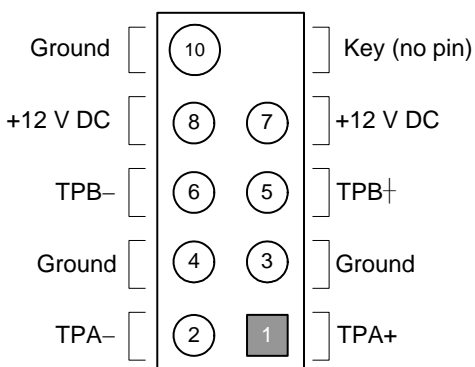 Ground 10 Key (no pin)
+12 V DC 8 7 +12 V DC
TPB– 6 5 TPB+
Ground 4 3 Ground
TPA– 2 1 TPA+